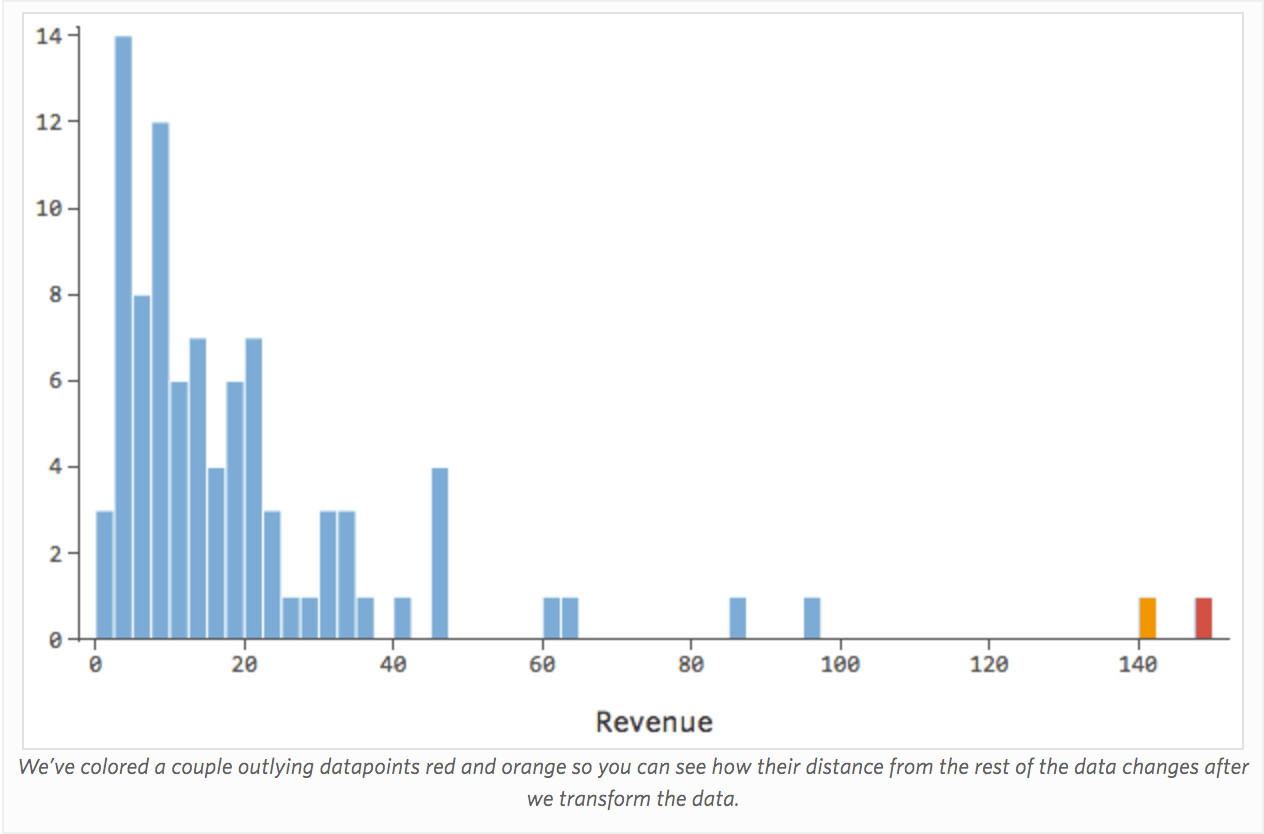 14
12
10
8
6
4
2
0
0 20 40 60 80 100 120 140
Revenue
We’ve colored a couple outlying datapoints red and orange so you can see how their distance from the rest of the data changes after
we transform the data.